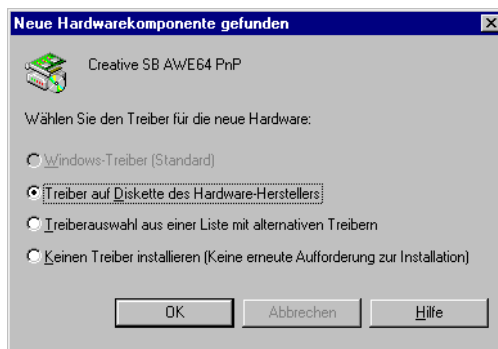 Neue Hardwarekomponente gefunden
Creative SB AWE64 PnP
Wählen Sie den Treiber für die neue Hardware:
Windows-Treiber (Standard)
Treiber auf Diskette des Hardware-Herstellers
Treiberauswahl aus einer Liste mit alternativen Treibern
Keinen Treiber installieren (Keine erneute Aufforderung zur Installation)
OK Abbrechen Hilfe